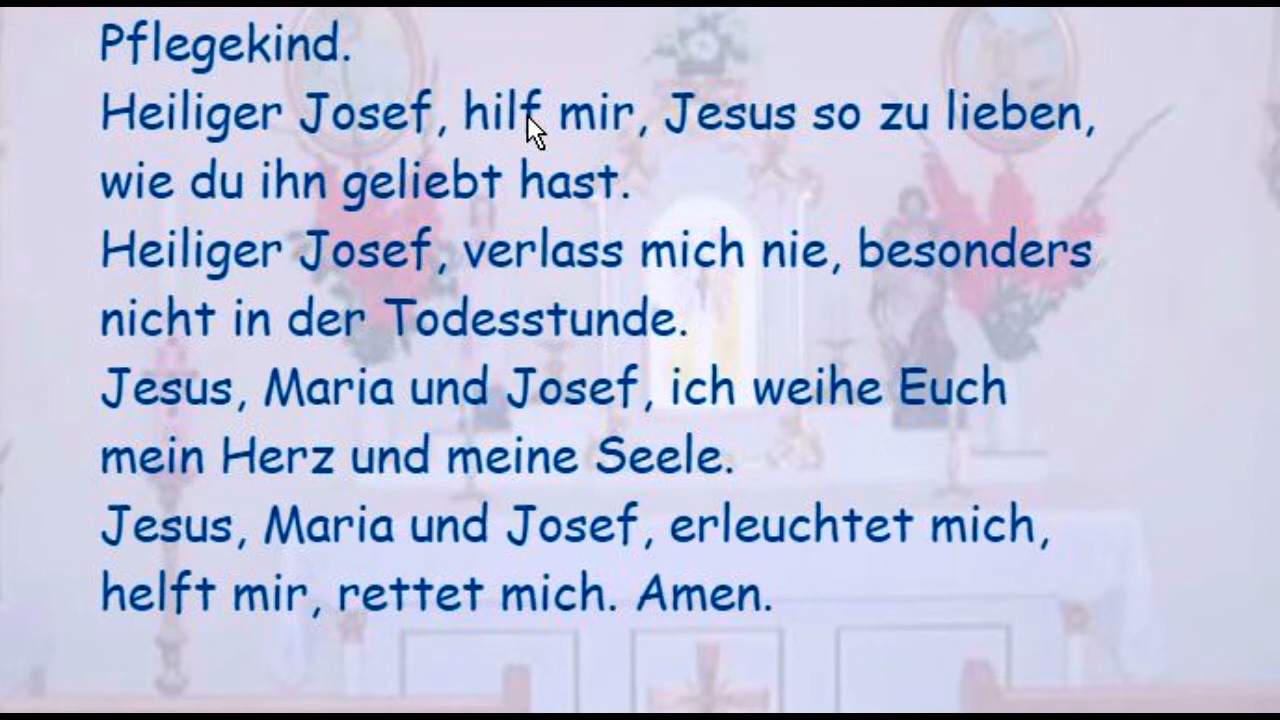 Pflegekind.
Heiliger Josef, hilf mir, Jesus so zu lieben,
wie du ihn geliebt hast.
Heiliger Josef, verlass mich nie, besonders
nicht in der Todesstunde.
Jesus, Maria und Josef, ich weihe Euch
mein Herz und meine Seele.
Jesus, Maria und Josef, erleuchtet mich,
helft mir, rettet mich. Amen.